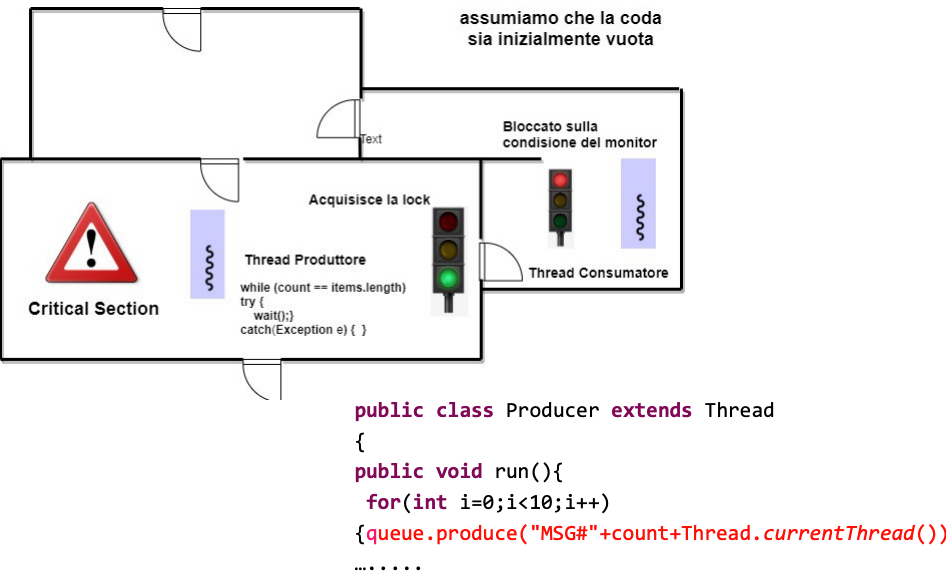 assumiamo che la coda
sia inizialmente vuota
Text
Bloccato sulla
condisione del monitor
Acquisisce la lock
Thread Produttore
while (count == items.length)
try {
wait();}
catch(Exception e) {  }
Critical Section
Thread Consumatore
public class Producer extends Thread
{
public void run(){
for(int i=0;i<10;i++)
{queue.produce("MSG#"+count+Thread.currentThread())
….....